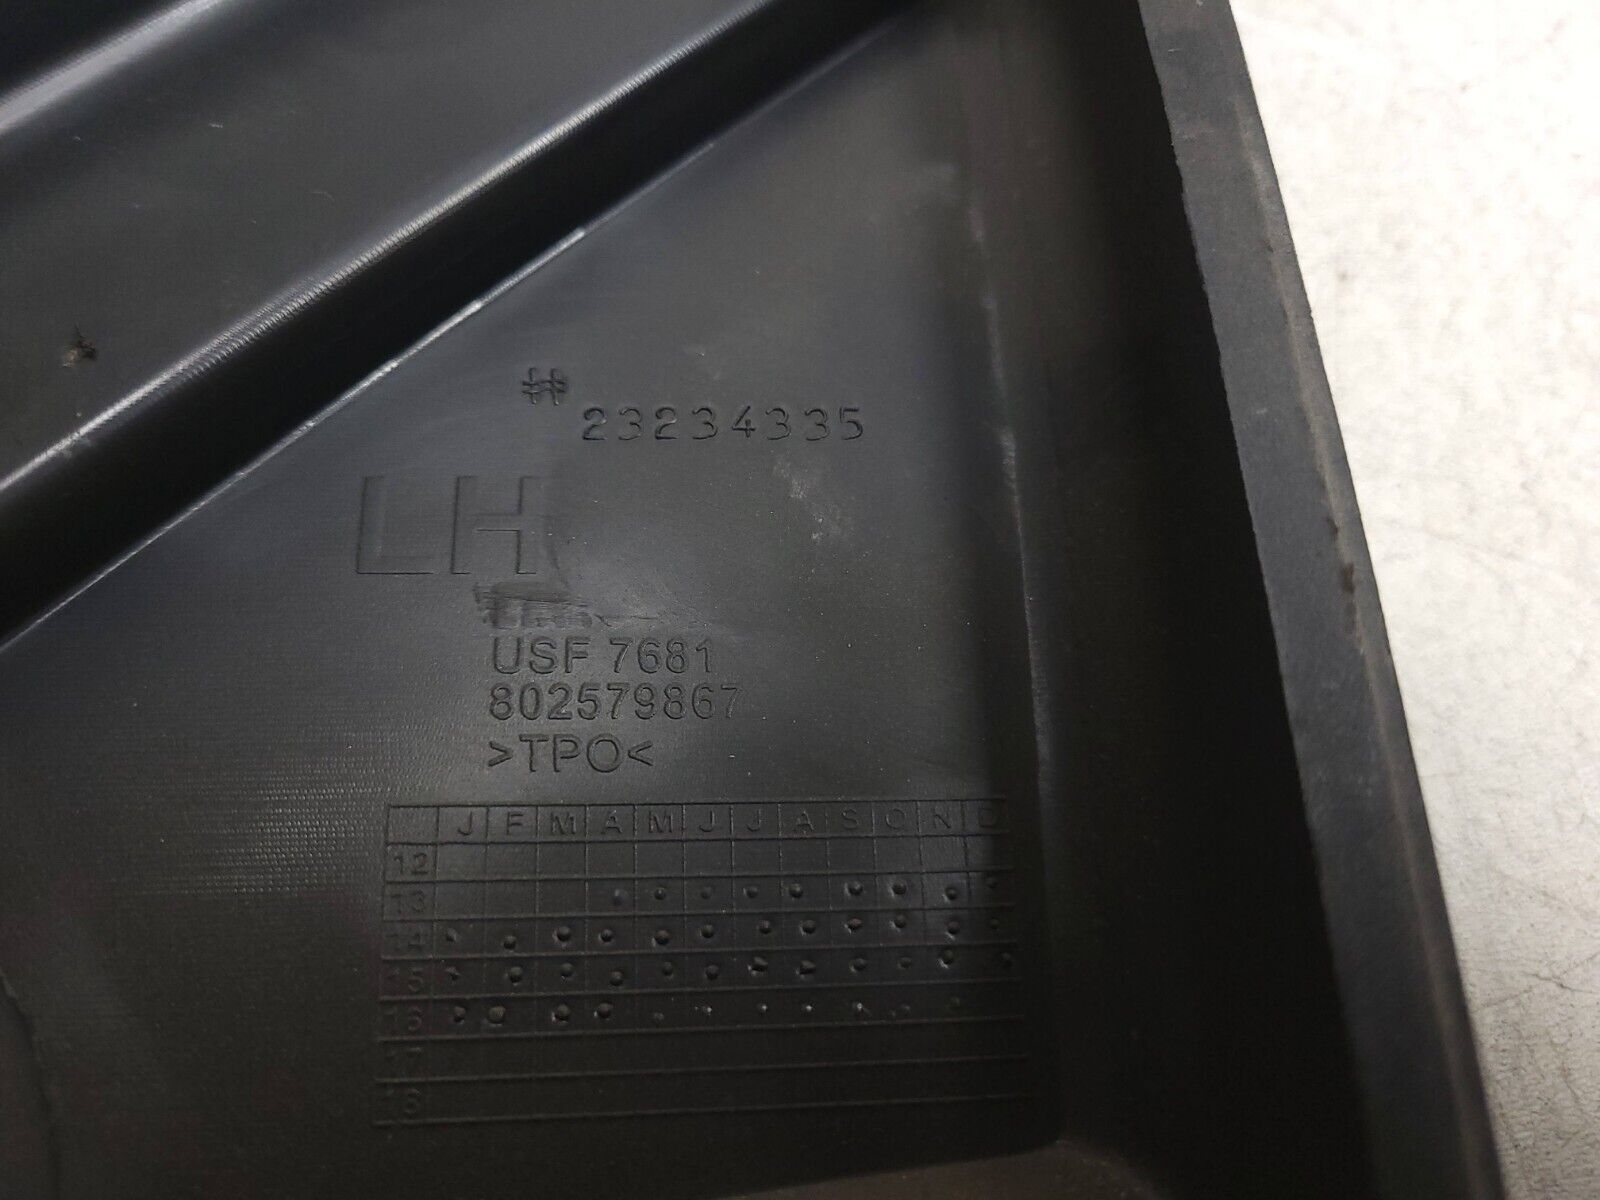 # 23234335
LH
USF 7681
802579867
>TPO<
J F M A M J J A S O N D
12
13
14
15
16
17
18